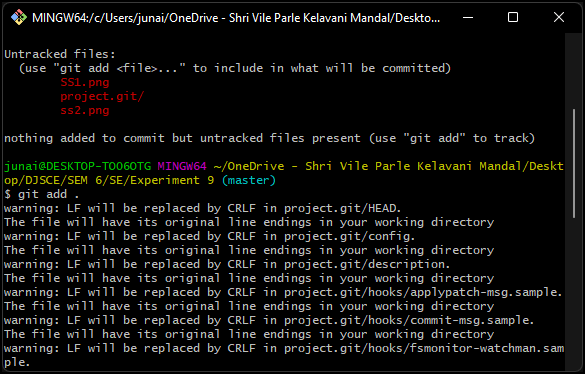 MINGW64:/c/Users/junai/OneDrive - Shri Vile Parle Kelavani Mandal/Deskto...
Untracked files:
  (use "git add <file>..." to include in what will be committed)
        SS1.png
        project.git/
        ss2.png
nothing added to commit but untracked files present (use "git add" to track)
junai@DESKTOP-TOO6OTG MINGW64 ~/OneDrive - Shri Vile Parle Kelavani Mandal/Deskt
op/DJSCE/SEM 6/SE/Experiment 9 (master)
$ git add .
warning: LF will be replaced by CRLF in project.git/HEAD.
The file will have its original line endings in your working directory
warning: LF will be replaced by CRLF in project.git/config.
The file will have its original line endings in your working directory
warning: LF will be replaced by CRLF in project.git/description.
The file will have its original line endings in your working directory
warning: LF will be replaced by CRLF in project.git/hooks/applypatch-msg.sample.
The file will have its original line endings in your working directory
warning: LF will be replaced by CRLF in project.git/hooks/commit-msg.sample.
The file will have its original line endings in your working directory
warning: LF will be replaced by CRLF in project.git/hooks/fsmonitor-watchman.sam
ple.